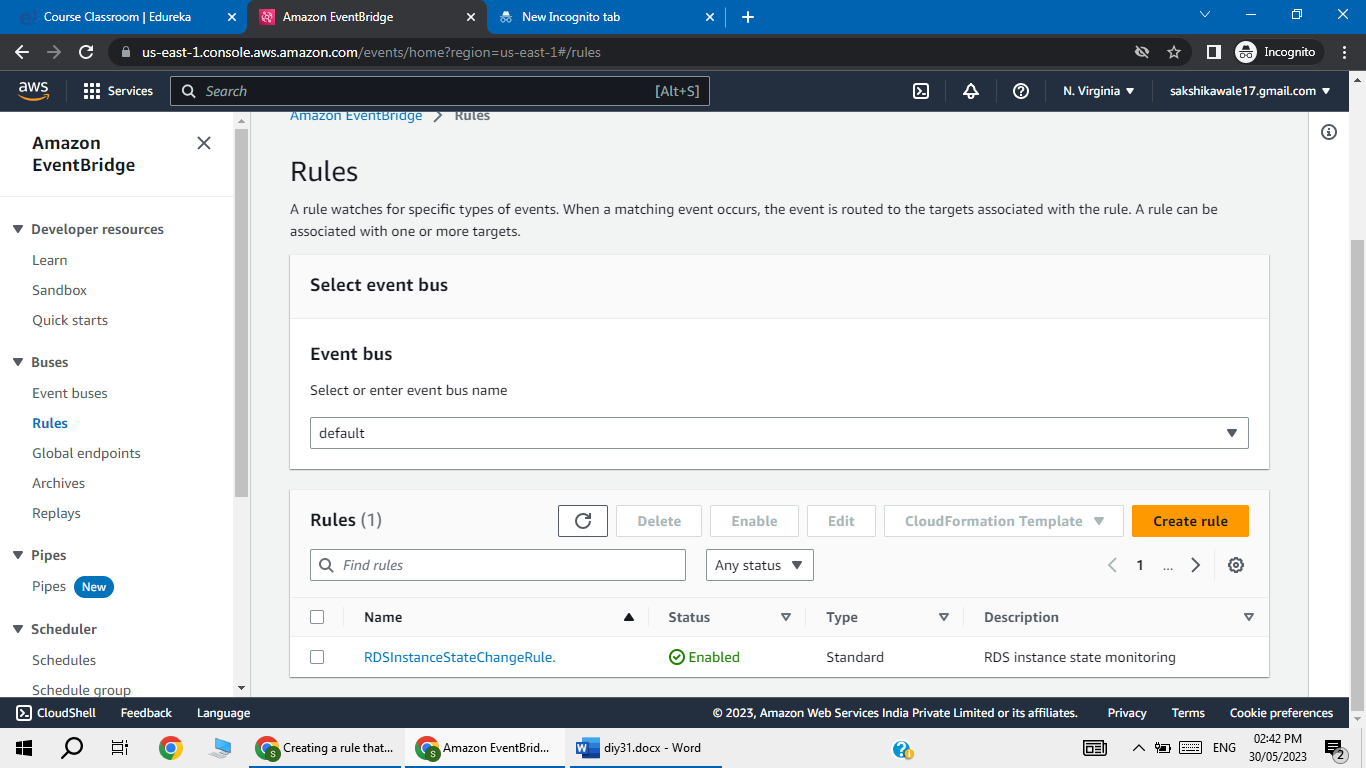 Course Classroom | Edureka
Amazon EventBridge
New Incognito tab
us-east-1.console.aws.amazon.com/events/home?region=us-east-1#/rules
Incognito
aws
Services
Search
[Alt+S]
N. Virginia
sakshikawale17.gmail.com
Amazon EventBridge
Developer resources
Learn
Sandbox
Quick starts
Buses
Event buses
Rules
Global endpoints
Archives
Replays
Pipes
Pipes New
Scheduler
Schedules
Schedule group
Amazon EventBridge > Rules
Rules
A rule watches for specific types of events. When a matching event occurs, the event is routed to the targets associated with the rule. A rule can be
associated with one or more targets.
Select event bus
Event bus
Select or enter event bus name
default
Rules (1)
Delete
Enable
Edit
CloudFormation Template
Create rule
Find rules
Any status
1
...
Name
Status
Type
Description
RDSInstanceStateChangeRule.
Enabled
Standard
RDS instance state monitoring
CloudShell
Feedback
Language
© 2023, Amazon Web Services India Private Limited or its affiliates.
Privacy
Terms
Cookie preferences
Creating a rule that...
Amazon EventBrid...
diy31.docx - Word
ENG
02:42 PM
30/05/2023
2